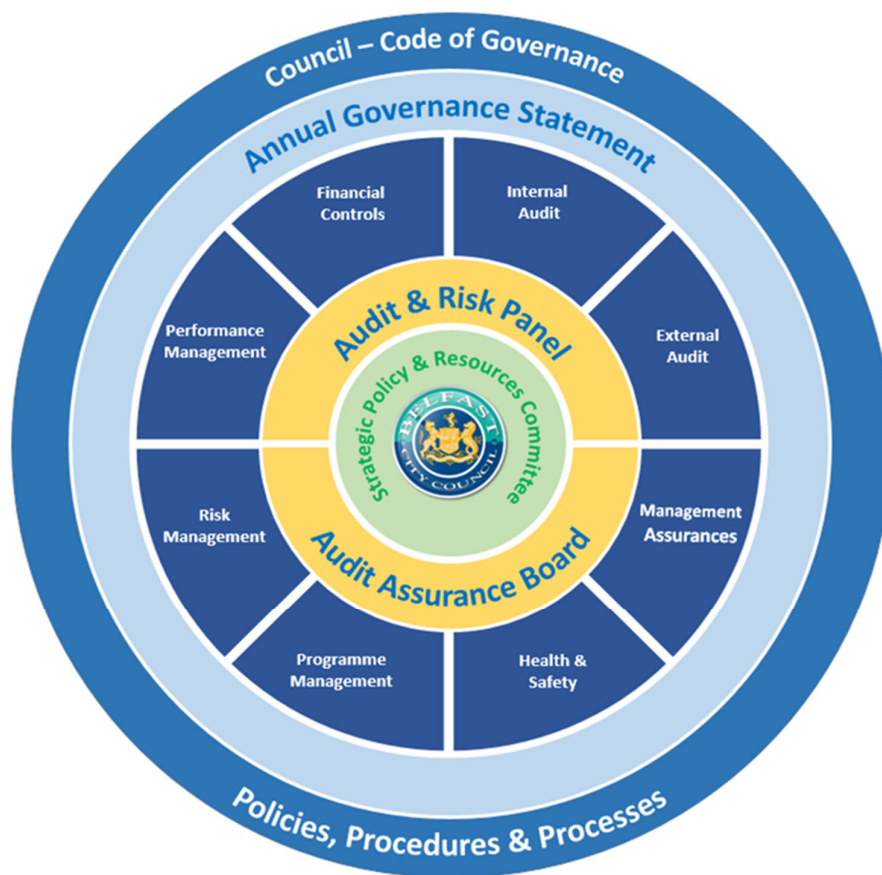 Council – Code of Governance
Annual Governance Statement
Financial
Controls
Internal
Audit
Performance
Management
External
Audit
Audit & Risk Panel
Strategic Policy & Resources Committee
BELFAST
CITY COUNCIL
Risk
Management
Management
Assurances
Audit Assurance Board
Programme
Management
Health &
Safety
Policies, Procedures & Processes